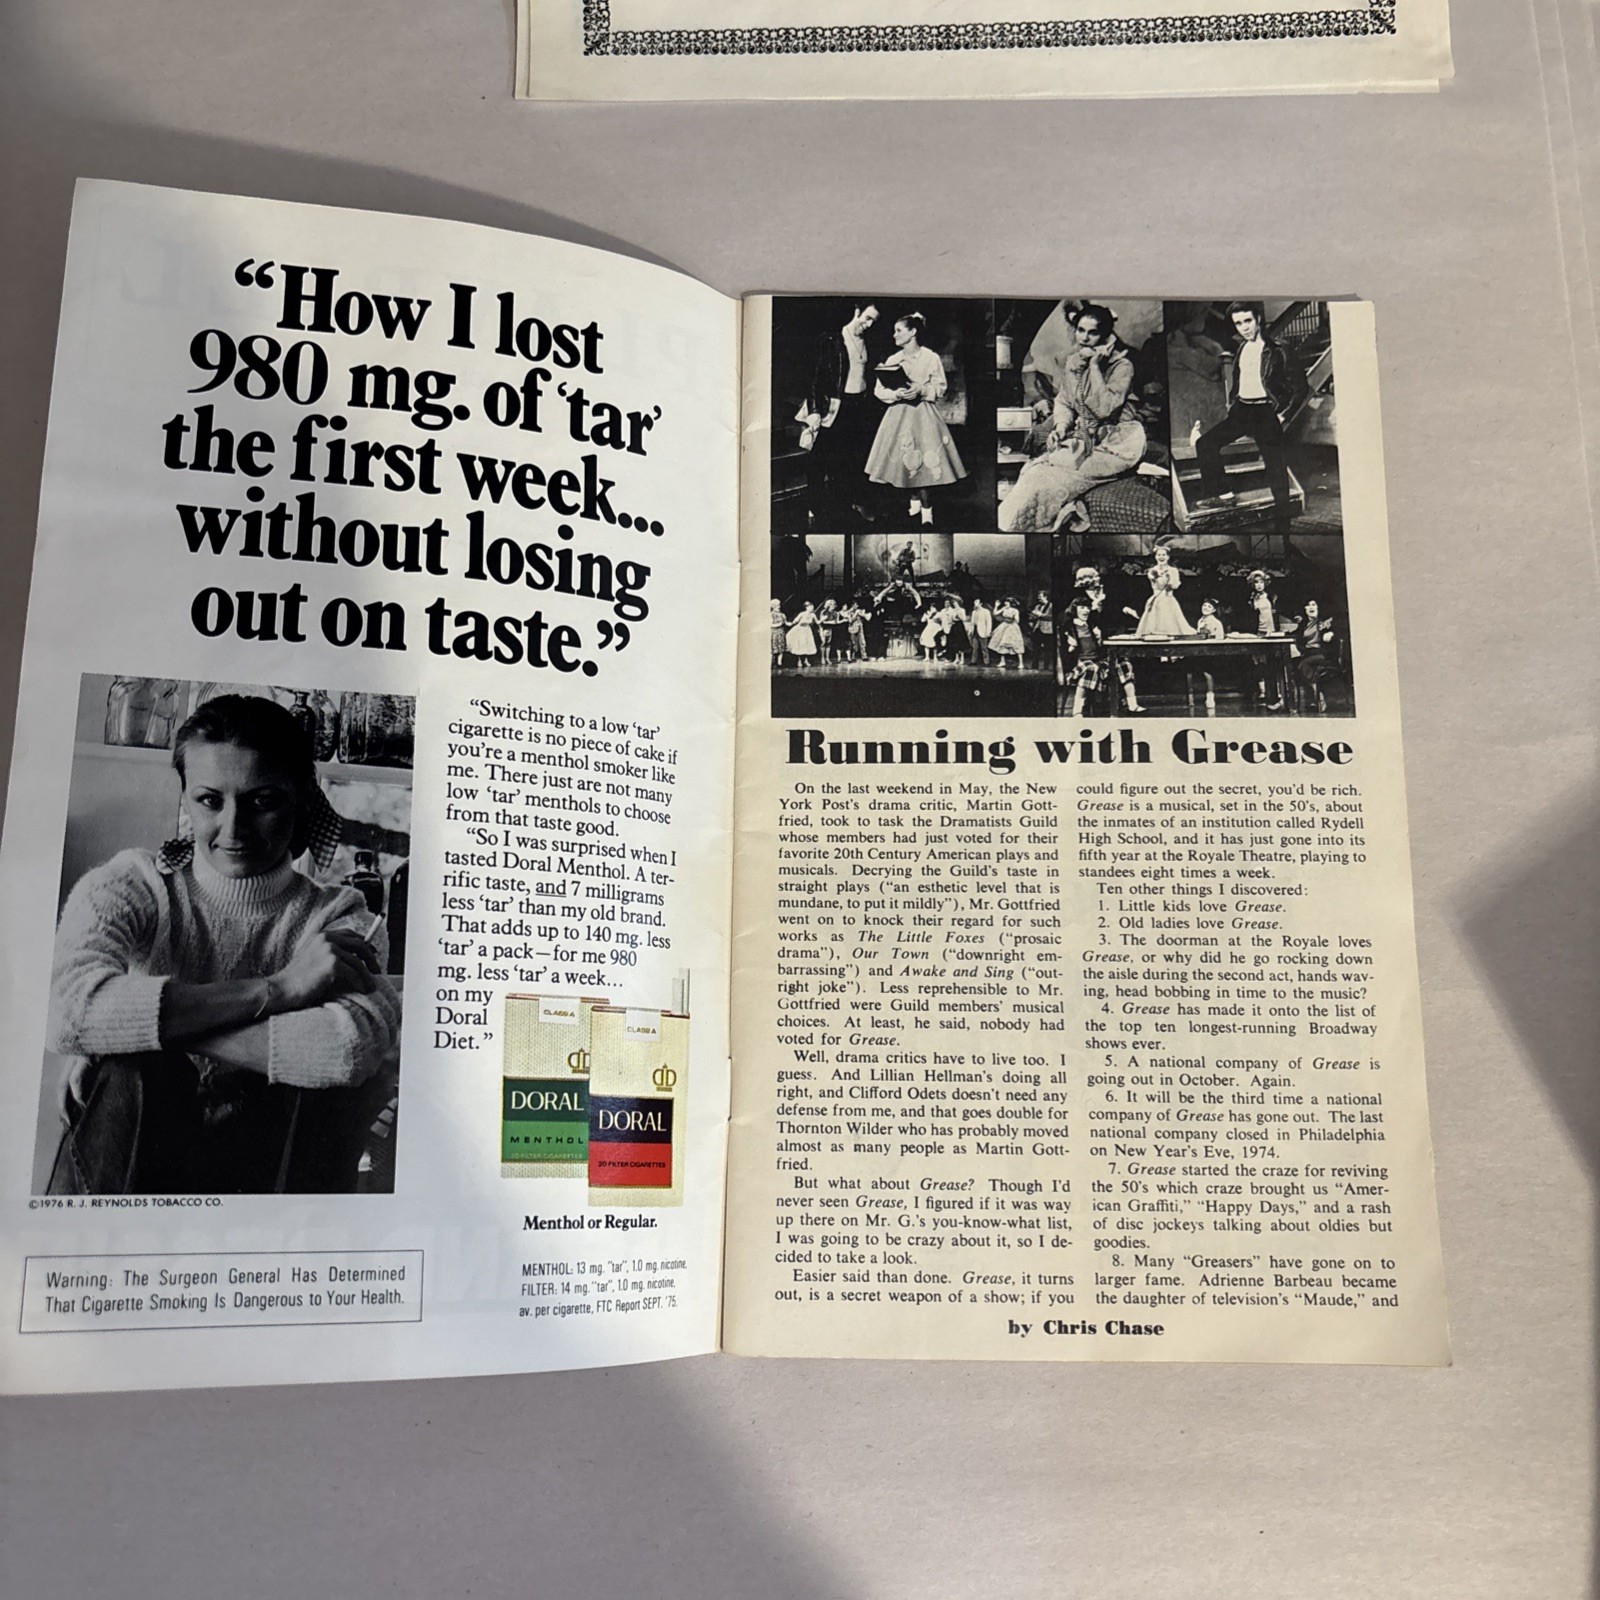 “How I lost
980 mg. of ‘tar’
the first week...
without losing
out on taste.”
“Switching to a low ‘tar’
cigarette is no piece of cake if
you’re a menthol smoker like
me. There just are not many
low ‘tar’ menthols to choose
from that taste good.
“So I was surprised when I
tasted Doral Menthol. A ter-
rific taste, and 7 milligrams
less ‘tar’ than my old brand.
That adds up to 140 mg. less
‘tar’ a pack—for me 980
mg. less ‘tar’ a week...
on my
Doral
Diet.”
CLASS A
DORAL
MENTHOL
20 FILTER CIGARETTES
CLASS A
DORAL
20 FILTER CIGARETTES
©1976 R. J. REYNOLDS TOBACCO CO.
Menthol or Regular.
Warning: The Surgeon General Has Determined
That Cigarette Smoking Is Dangerous to Your Health.
MENTHOL: 13 mg. "tar", 1.0 mg. nicotine,
FILTER: 14 mg. "tar", 1.0 mg. nicotine,
av. per cigarette, FTC Report SEPT. '75.
Running with Grease
On the last weekend in May, the New
York Post's drama critic, Martin Gott-
fried, took to task the Dramatists Guild
whose members had just voted for their
favorite 20th Century American plays and
musicals. Decrying the Guild's taste in
straight plays (“an esthetic level that is
mundane, to put it mildly”), Mr. Gottfried
went on to knock their regard for such
works as The Little Foxes (“prosaic
drama”), Our Town (“downright em-
barrassing”) and Awake and Sing (“out-
right joke”). Less reprehensible to Mr.
Gottfried were Guild members' musical
choices. At least, he said, nobody had
voted for Grease.
Well, drama critics have to live too. I
guess. And Lillian Hellman's doing all
right, and Clifford Odets doesn't need any
defense from me, and that goes double for
Thornton Wilder who has probably moved
almost as many people as Martin Gott-
fried.
But what about Grease? Though I'd
never seen Grease, I figured if it was way
up there on Mr. G.'s you-know-what list,
I was going to be crazy about it, so I de-
cided to take a look.
Easier said than done. Grease, it turns
out, is a secret weapon of a show; if you
could figure out the secret, you'd be rich.
Grease is a musical, set in the 50's, about
the inmates of an institution called Rydell
High School, and it has just gone into its
fifth year at the Royale Theatre, playing to
standees eight times a week.
Ten other things I discovered:
1. Little kids love Grease.
2. Old ladies love Grease.
3. The doorman at the Royale loves
Grease, or why did he go rocking down
the aisle during the second act, hands wav-
ing, head bobbing in time to the music?
4. Grease has made it onto the list of
the top ten longest-running Broadway
shows ever.
5. A national company of Grease is
going out in October. Again.
6. It will be the third time a national
company of Grease has gone out. The last
national company closed in Philadelphia
on New Year's Eve, 1974.
7. Grease started the craze for reviving
the 50's which craze brought us “Amer-
ican Graffiti,” “Happy Days,” and a rash
of disc jockeys talking about oldies but
goodies.
8. Many “Greasers” have gone on to
larger fame. Adrienne Barbeau became
the daughter of television's “Maude,” and
by Chris Chase